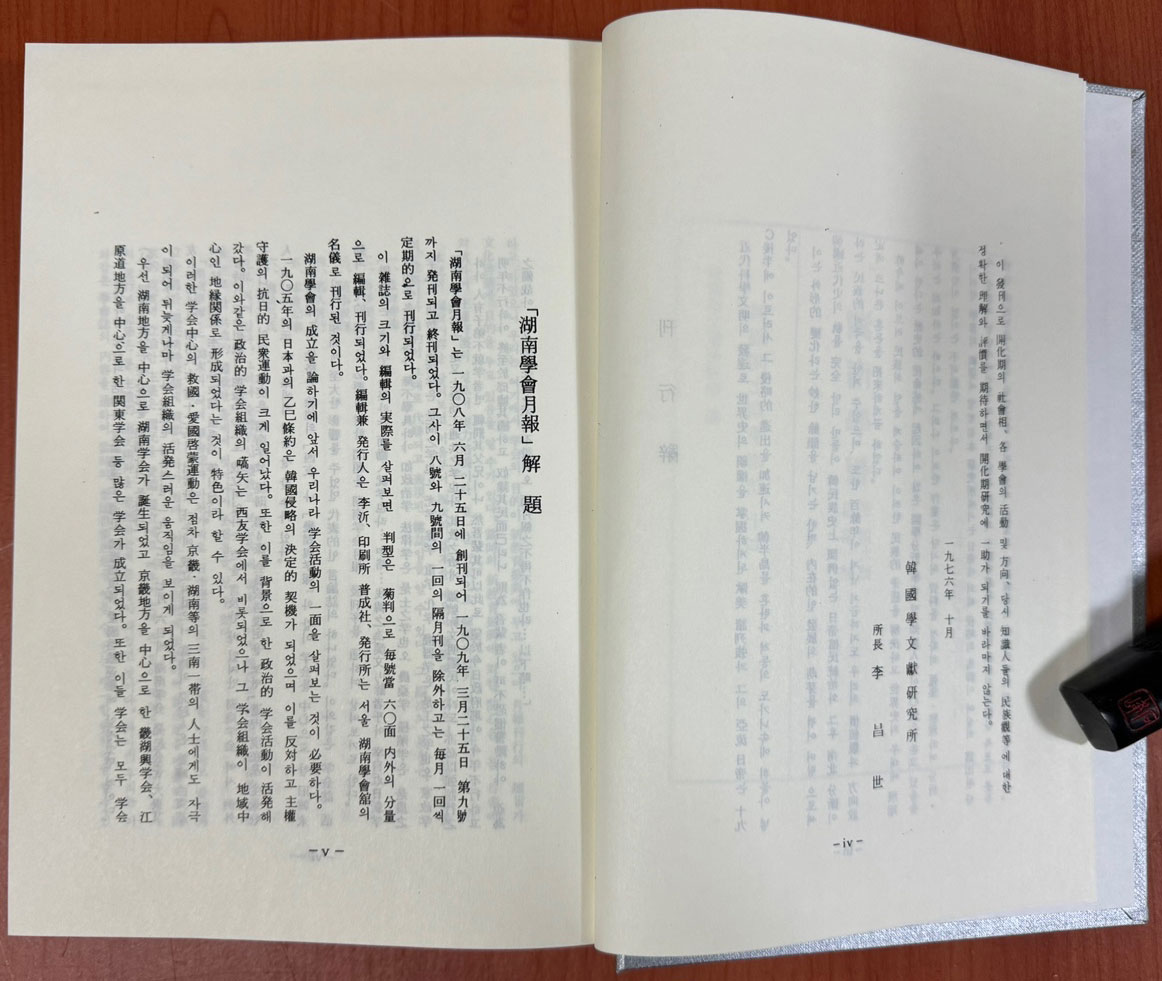 이 發刊으로 開化期의 社會相、各 學會의 活動 및 方向、당시 知識人들의 民族觀等에 대한
정확한 理解와 評價를 期待하면서 開化期研究에 一助가 되기를 바라마지 않는다。
一九七六年 十月
韓國學文獻研究所
所長 李昌世
− iv −
「湖南學會月報」解題
「湖南學會月報」는 一九○八年 六月 二十五日에 創刊되어 一九○九年 三月二十五日 第九號
까지 発刊되고 終刊되었다。그사이 八號와 九號間의 一回의 隔月刊을 除外하고는 毎月 一回씩
定期的으로 刊行되었다。
이 雜誌의 크기와 編輯의 実際를 살펴보면 判型은 菊判으로 毎號當 六○面 內外의 分量
으로 編輯、刊行되었다。編輯兼 発行人은 李沂、印刷所 普成社、発行所는 서울 湖南學會舘의
名儀로 刊行된 것이다。
湖南學會의 成立을 論하기에 앞서 우리나라 学会活動의 一面을 살펴보는 것이 必要하다。
一九○五年의 日本과의 乙巳條約은 韓國侵略의 決定的 契機가 되었으며 이를 反対하고 主權
守護의 抗日的 民衆運動이 크게 일어났다。또한 이를 背景으로 한 政治的 学会活動이 活発해
갔다。이와같은 政治的 学会組織의 嚆矢는 西友学会에서 비롯되었으나 그 学会組織이 地域中
心인 地縁関係로 形成되었다는 것이 特色이라 할 수 있다。
이러한 学会中心의 救國·愛國啓蒙運動은 점차 京畿·湖南等의 三南一帯의 人士에게도 자극
이 되어 뒤늦게나마 学会組織의 活発스러운 움직임을 보이게 되었다。
우선 湖南地方을 中心으로 湖南学会가 誕生되었고 京畿地方을 中心으로 한 畿湖興学会、江
原道地方을 中心으로 한 関東学会 등 많은 学会가 成立되었다。또한 이들 学会는 모두 学会
− v −